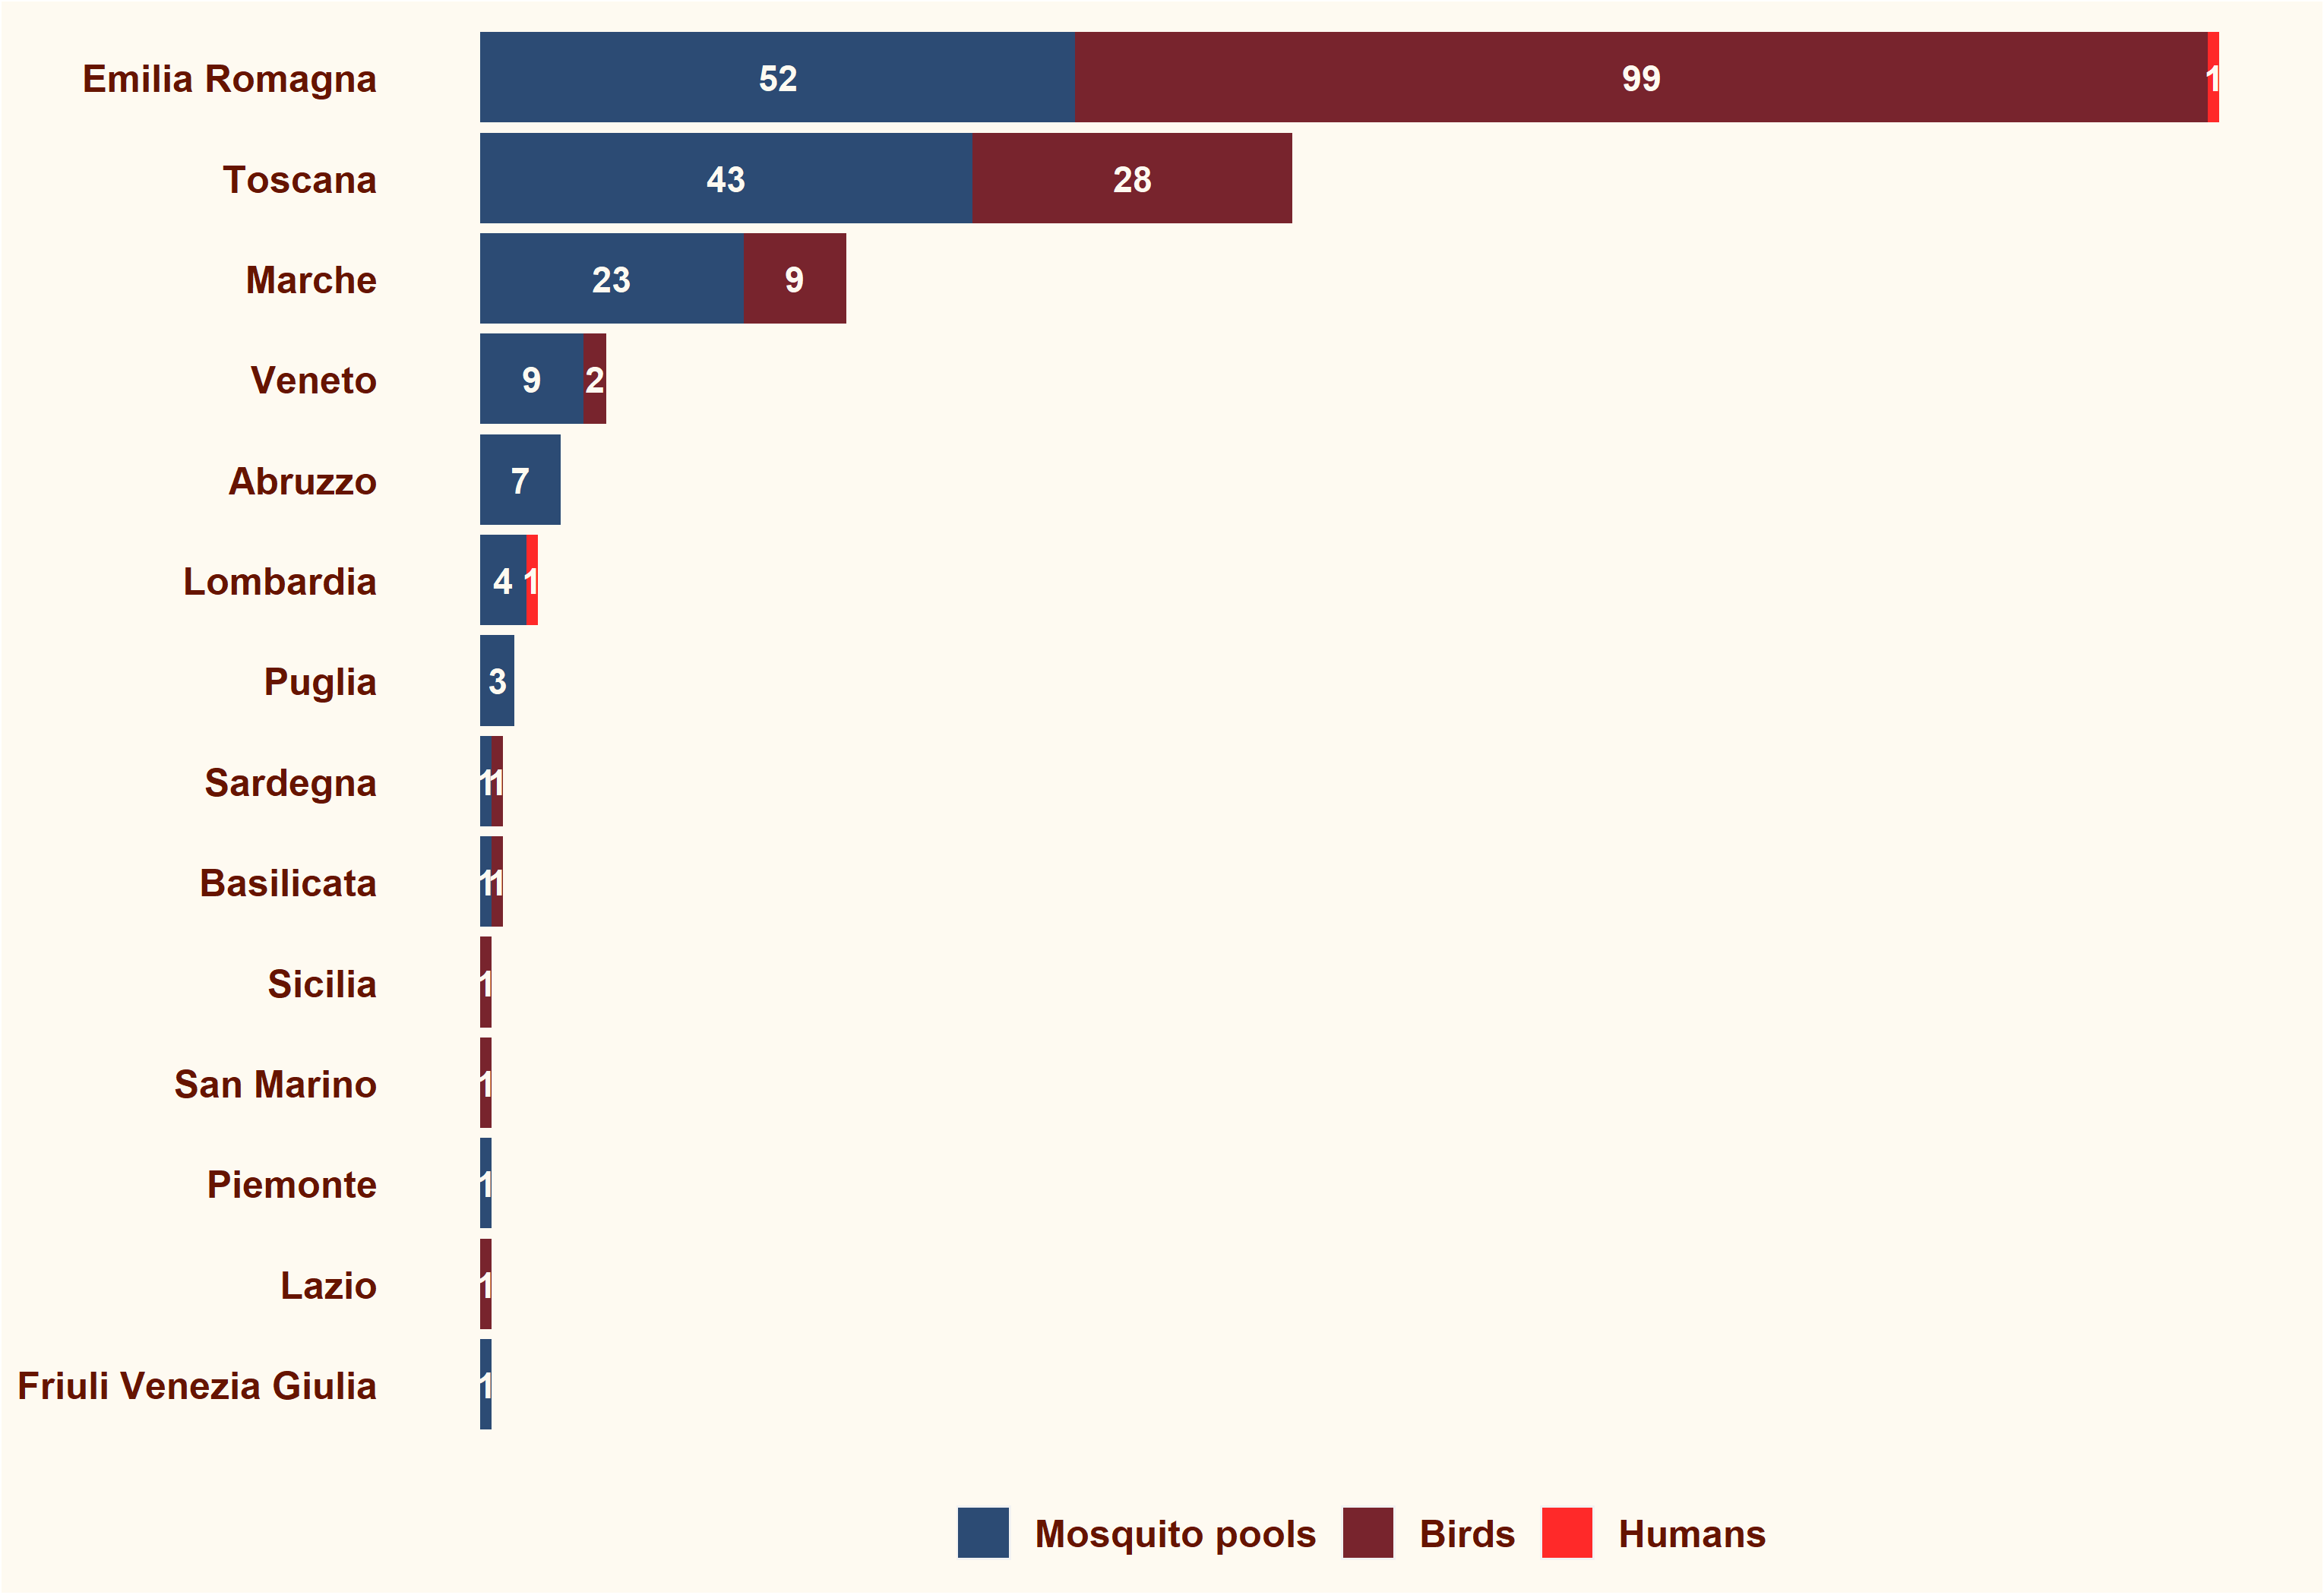 Emilia Romagna 52 99 1
Toscana 43 28
Marche 23 9
Veneto 9 2
Abruzzo 7
Lombardia 4 1
Puglia 3
Sardegna 1 1
Basilicata 1 1
Sicilia 1
San Marino 1
Piemonte 1
Lazio 1
Friuli Venezia Giulia 1
Mosquito pools Birds Humans